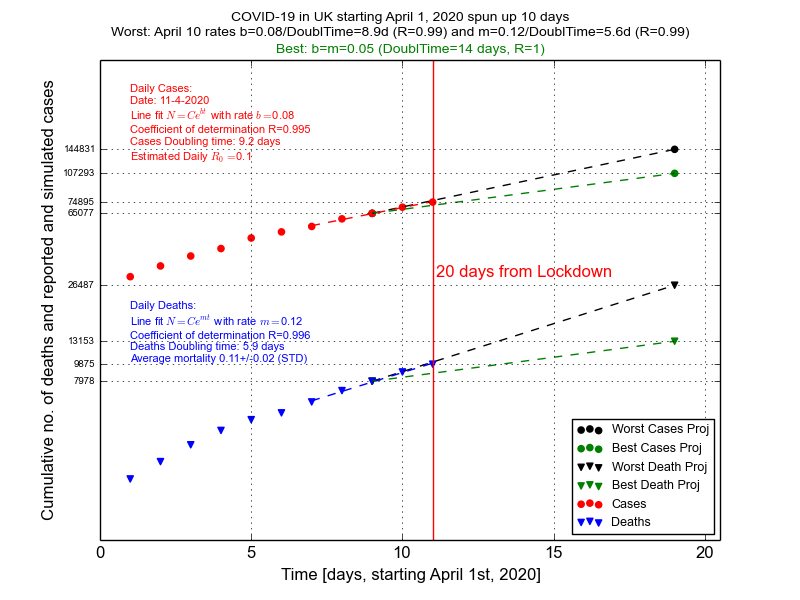 COVID-19 in UK starting April 1, 2020 spun up 10 days
Worst: April 10 rates b=0.08/DoublTime=8.9d (R=0.99) and m=0.12/DoublTime=5.6d (R=0.99)
Best: b=m=0.05 (DoublTime=14 days, R=1)
Cumulative no. of deaths and reported and simulated cases
Daily Cases:
Date: 11-4-2020
Line fit N=Ce^{bt} with rate b=0.08
Coefficient of determination R=0.995
Cases Doubling time: 9.2 days
Estimated Daily R_0=0.1
144831
107293
74895
65077
26487
13153
9875
7978
20 days from Lockdown
Daily Deaths:
Line fit N=Ce^{mt} with rate m=0.12
Coefficient of determination R=0.996
Deaths Doubling time: 5.9 days
Average mortality 0.11+/-0.02 (STD)
Worst Cases Proj
Best Cases Proj
Worst Death Proj
Best Death Proj
Cases
Deaths
0 5 10 15 20
Time [days, starting April 1st, 2020]